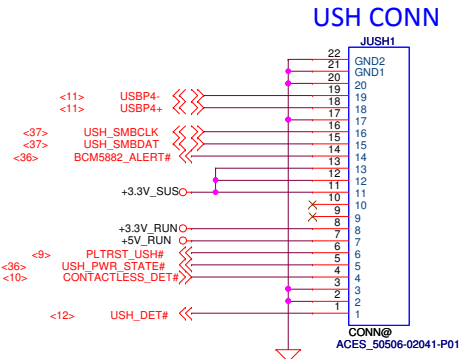 USH CONN
JUSH1
22 GND2
21 GND1
20 20
<11> USBP4- 19 19
<11> USBP4+ 18 18
17 17
<37> USH_SMBCLK 16 16
<37> USH_SMBDAT 15 15
<36> BCM5882_ALERT# 14 14
13 13
12 12
+3.3V_SUS 11 11
10 10
9 9
+3.3V_RUN 8 8
+5V_RUN 7 7
<9> PLTRST_USH# 6 6
<36> USH_PWR_STATE# 5 5
<10> CONTACTLESS_DET# 4 4
3 3
2 2
<12> USH_DET# 1 1
CONN@
ACES_50506-02041-P01